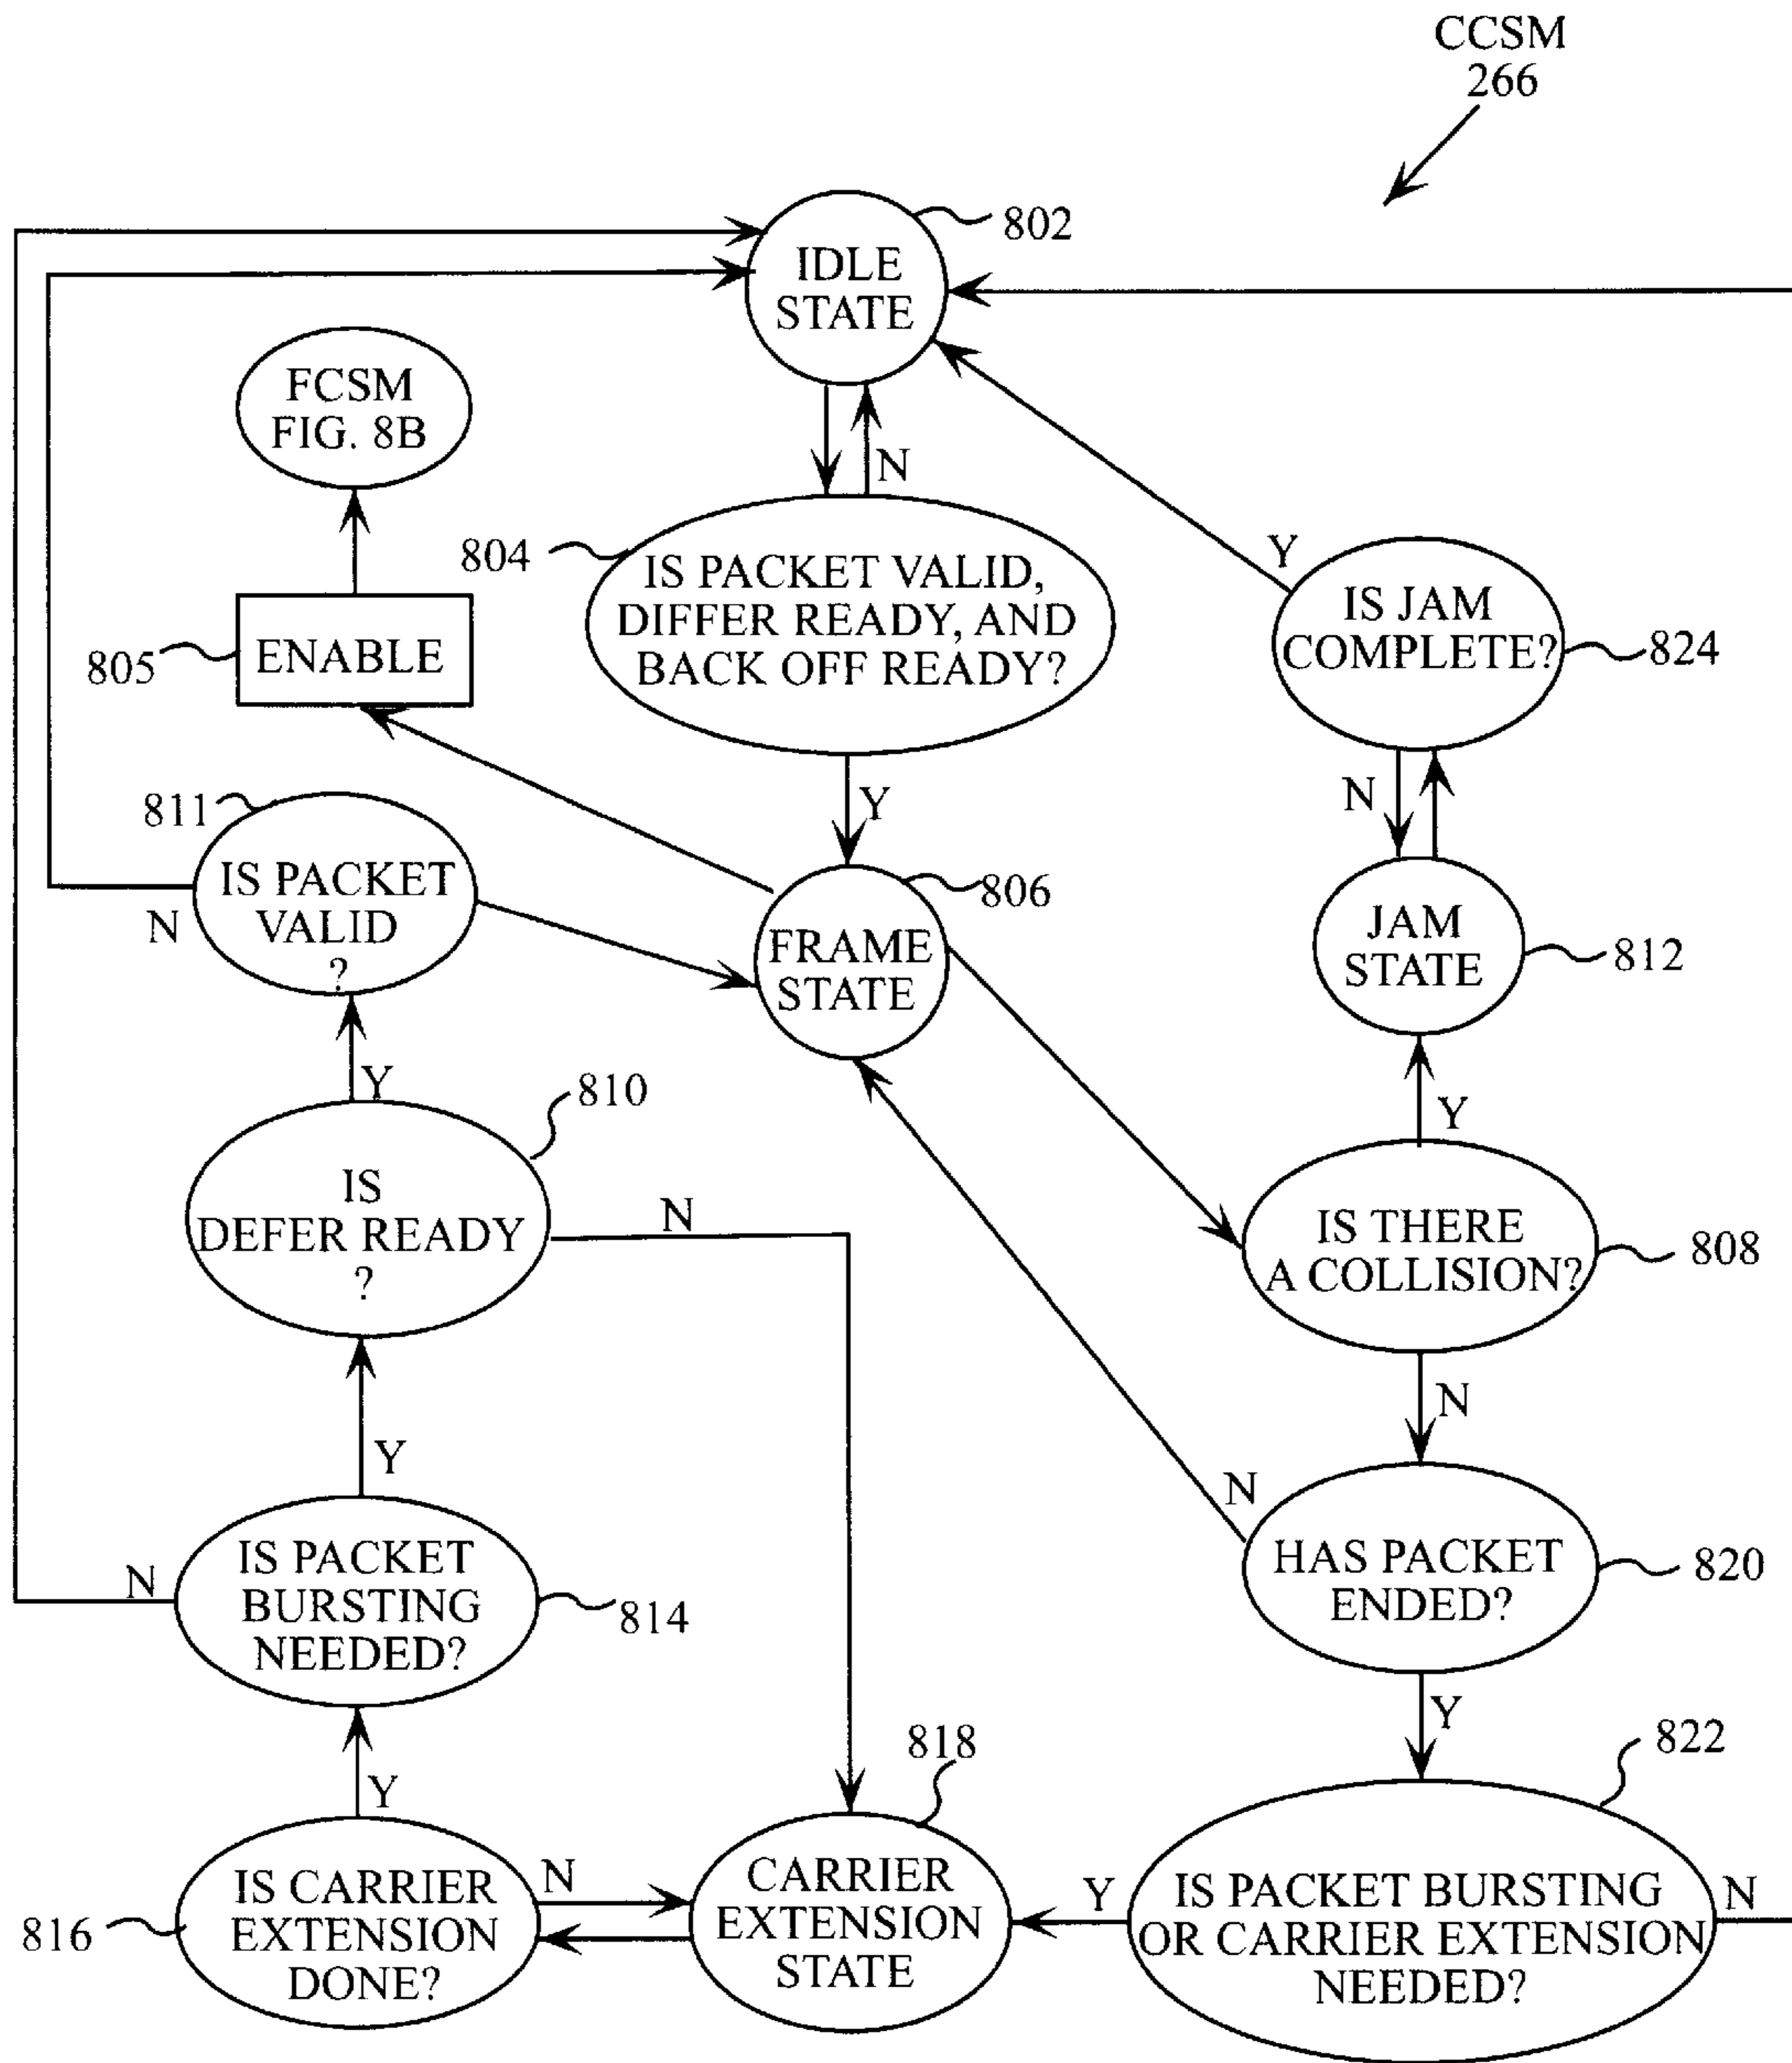 CCSM
266
802
IDLE
STATE
FCSM
FIG. 8B
N
804
IS PACKET VALID,
DIFFER READY, AND
BACK OFF READY?
Y
IS JAM
COMPLETE?
824
805
ENABLE
Y
N
811
IS PACKET
VALID
?
N
806
FRAME
STATE
JAM
STATE
812
Y
810
Y
IS
DEFER READY
?
N
IS THERE
A COLLISION?
808
N
Y
N
HAS PACKET
ENDED?
820
N
IS PACKET
BURSTING
NEEDED?
814
Y
822
818
Y
IS CARRIER
EXTENSION
DONE?
816
N
CARRIER
EXTENSION
STATE
Y
IS PACKET BURSTING
OR CARRIER EXTENSION
NEEDED?
N